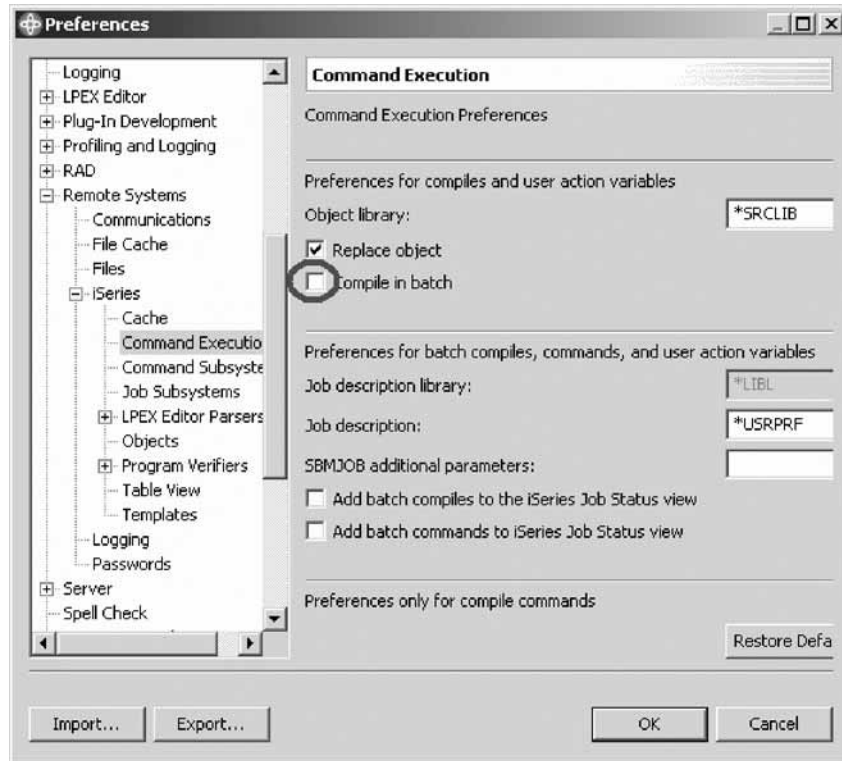 Preferences
Logging
LPEX Editor
Plug-In Development
Profiling and Logging
RAD
Remote Systems
Communications
File Cache
Files
iSeries
Cache
Command Executio
Command Subsyste
Job Subsystems
LPEX Editor Parsers
Objects
Program Verifiers
Table View
Templates
Logging
Passwords
Server
Spell Check
Command Execution
Command Execution Preferences
Preferences for compiles and user action variables
Object library:
*SRCLIB
Replace object
Compile in batch
Preferences for batch compiles, commands, and user action variables
Job description library:
*LIBL
Job description:
*USRPRF
SBMJOB additional parameters:
Add batch compiles to the iSeries Job Status view
Add batch commands to iSeries Job Status view
Preferences only for compile commands
Restore Defa
Import...
Export...
OK
Cancel